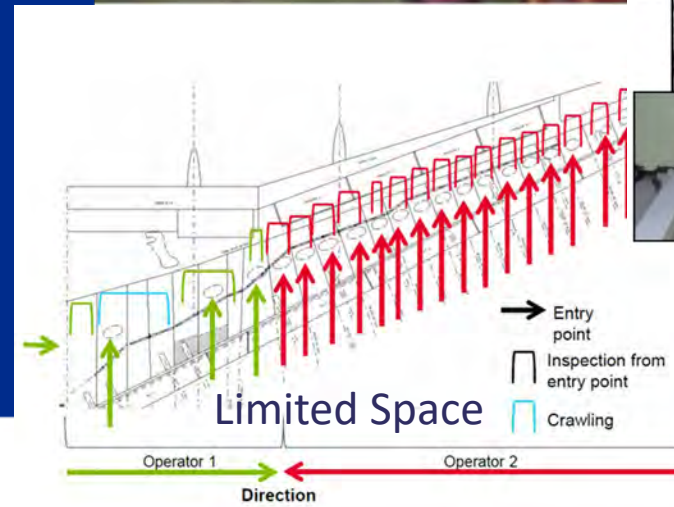 Entry
point
Inspection from
entry point
Limited Space
Crawling
Operator 1
Operator 2
Direction